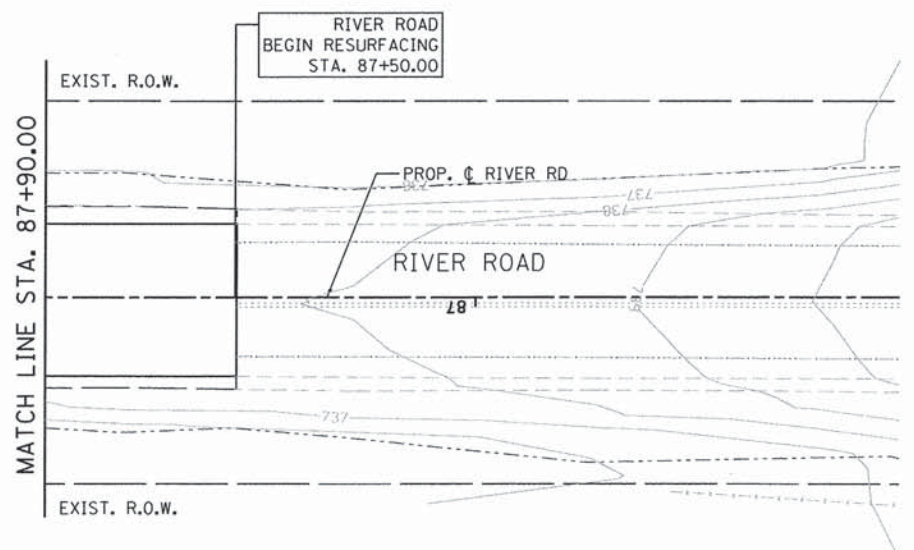 RIVER ROAD
BEGIN RESURFACING
STA. 87+50.00
EXIST. R.O.W.
MATCH LINE STA. 87+90.00
PROP. ℄ RIVER RD
737
738
RIVER ROAD
87
737
EXIST. R.O.W.